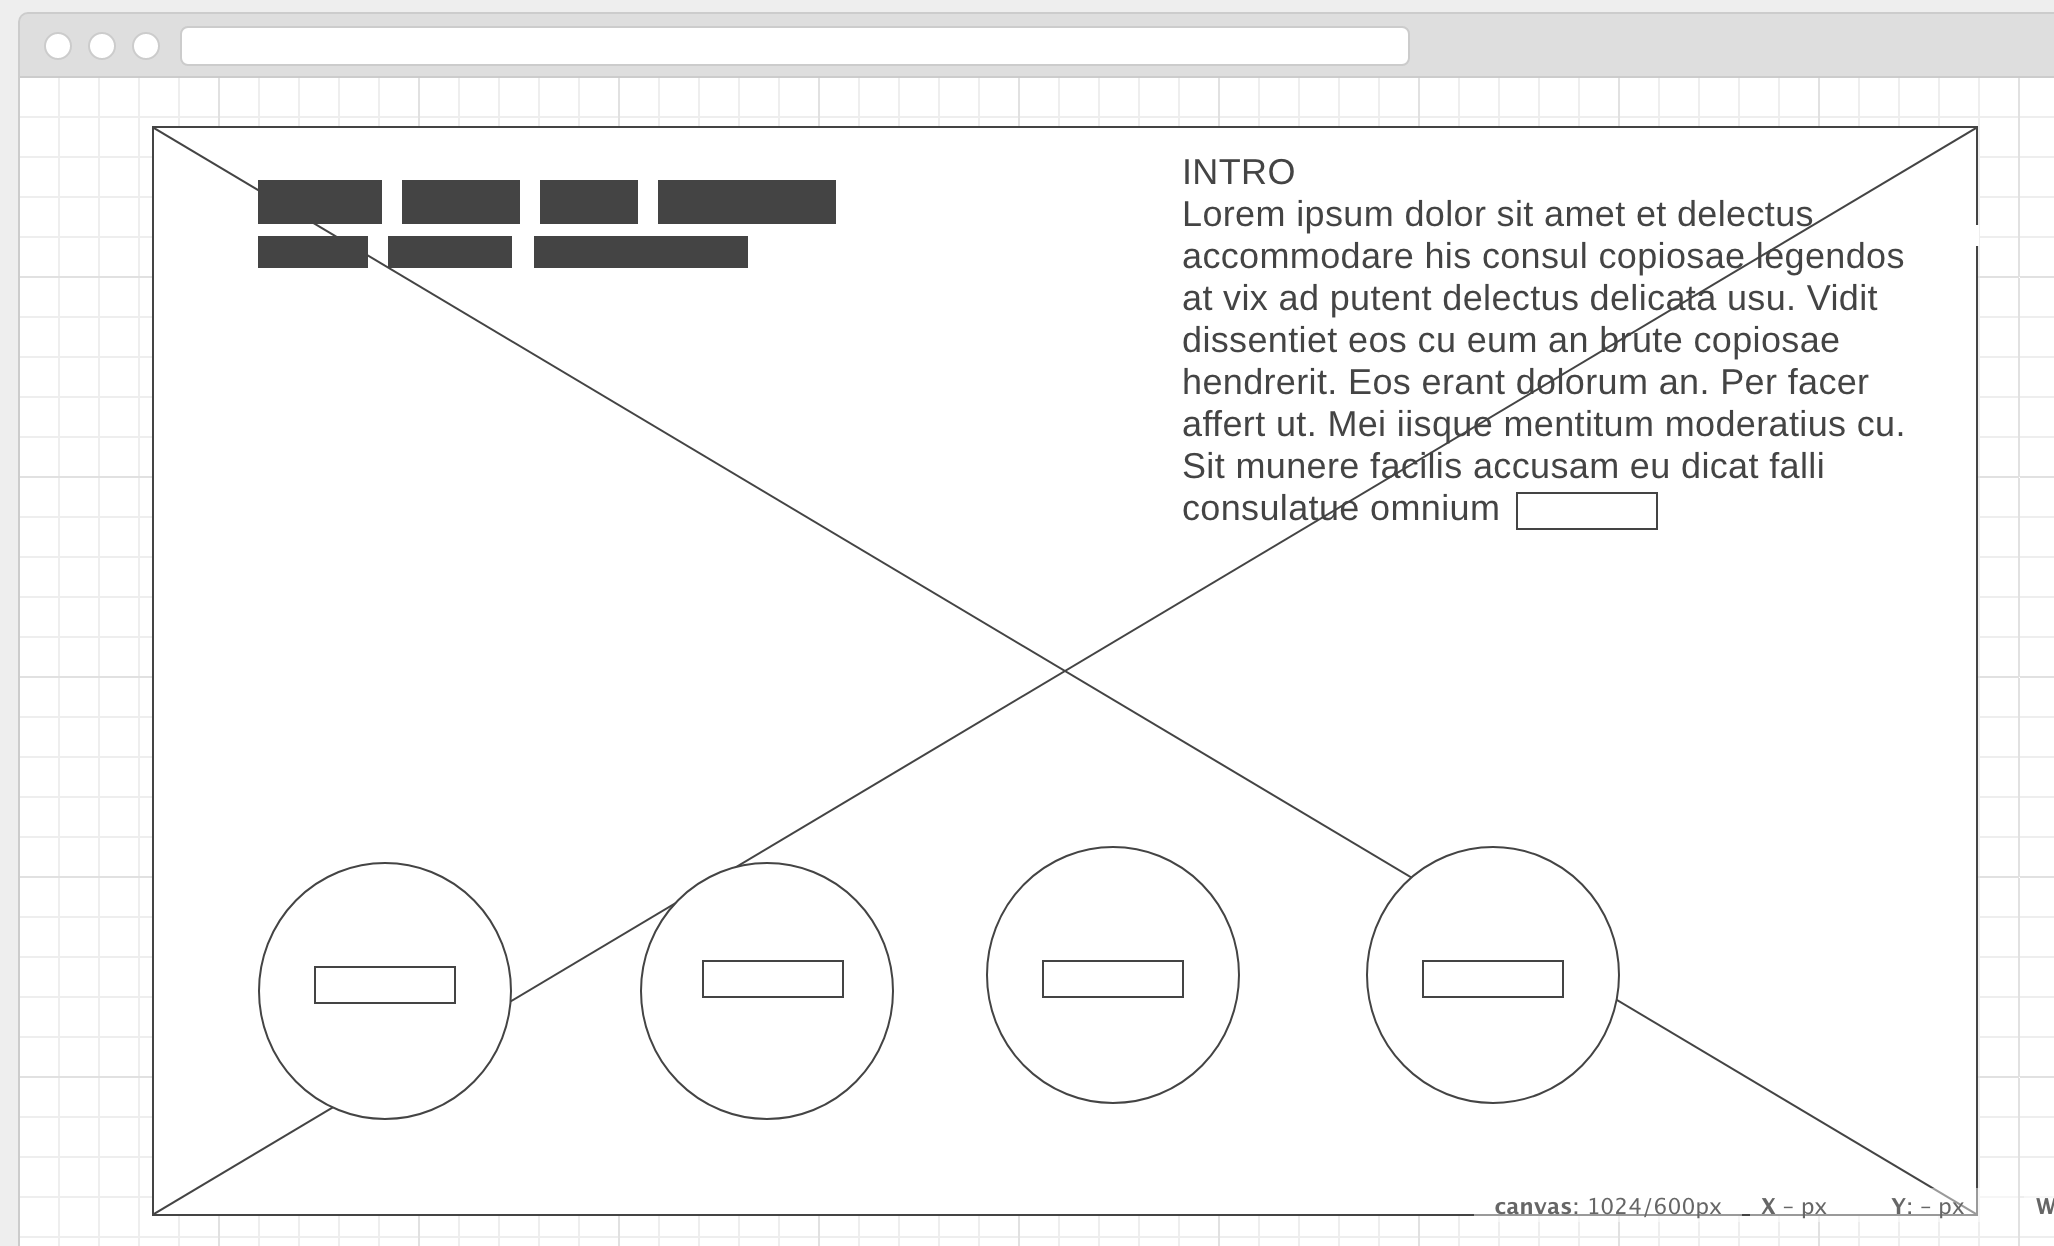 INTRO
Lorem ipsum dolor sit amet et delectus
accommodare his consul copiosae legendos
at vix ad putent delectus delicata usu. Vidit
dissentiet eos cu eum an brute copiosae
hendrerit. Eos erant dolorum an. Per facer
affert ut. Mei iisque mentitum moderatius cu.
Sit munere facilis accusam eu dicat falli
consulatue omnium
canvas: 1024/600px X – px Y: – px W